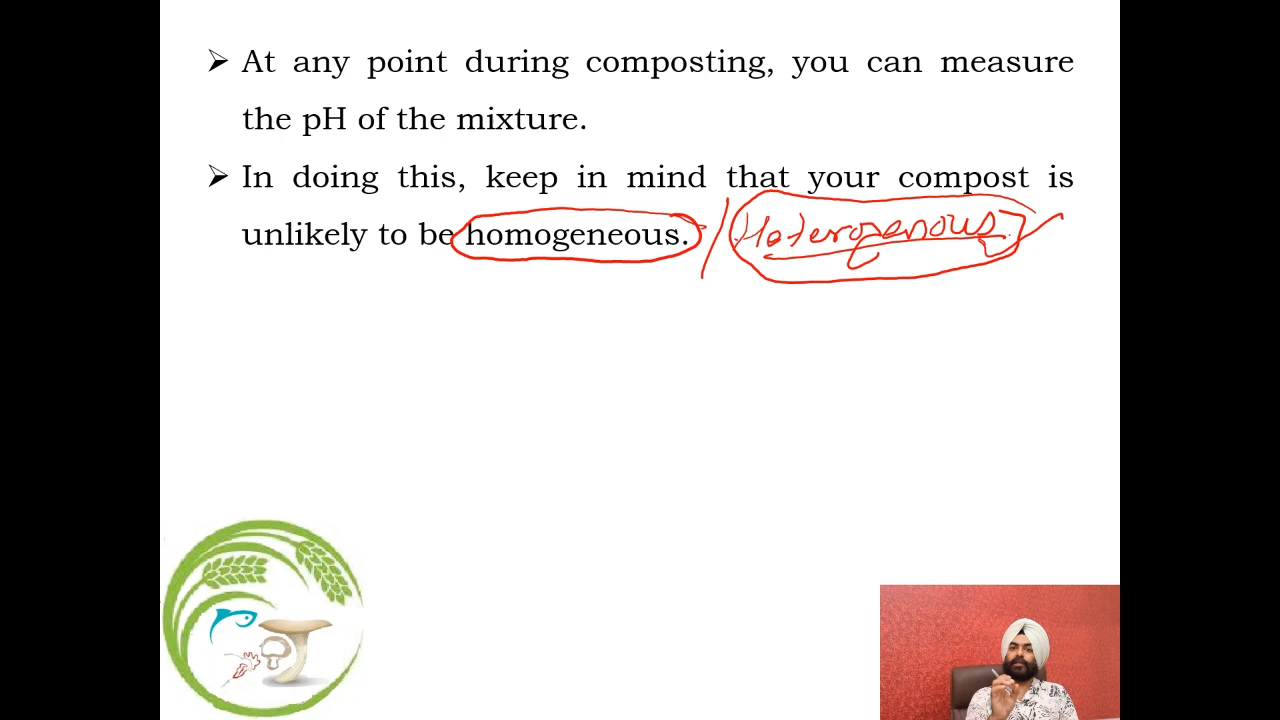 ➢ At any point during composting, you can measure
the pH of the mixture.
➢ In doing this, keep in mind that your compost is
unlikely to be homogeneous. / Heterogenous